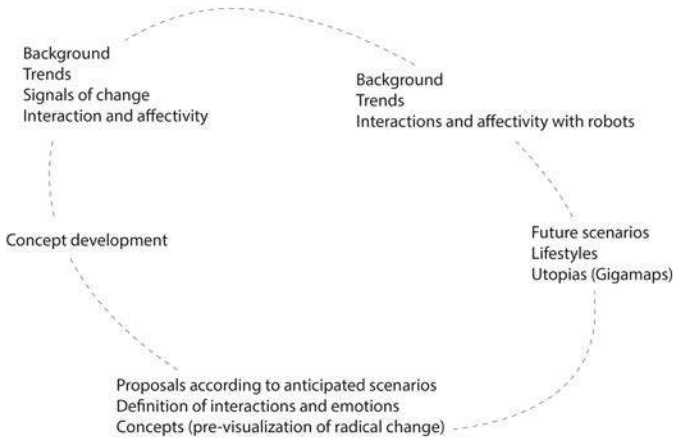 Background
Trends
Signals of change
Interaction and affectivity
Background
Trends
Interactions and affectivity with robots
Concept development
Future scenarios
Lifestyles
Utopias (Gigamaps)
Proposals according to anticipated scenarios
Definition of interactions and emotions
Concepts (pre-visualization of radical change)